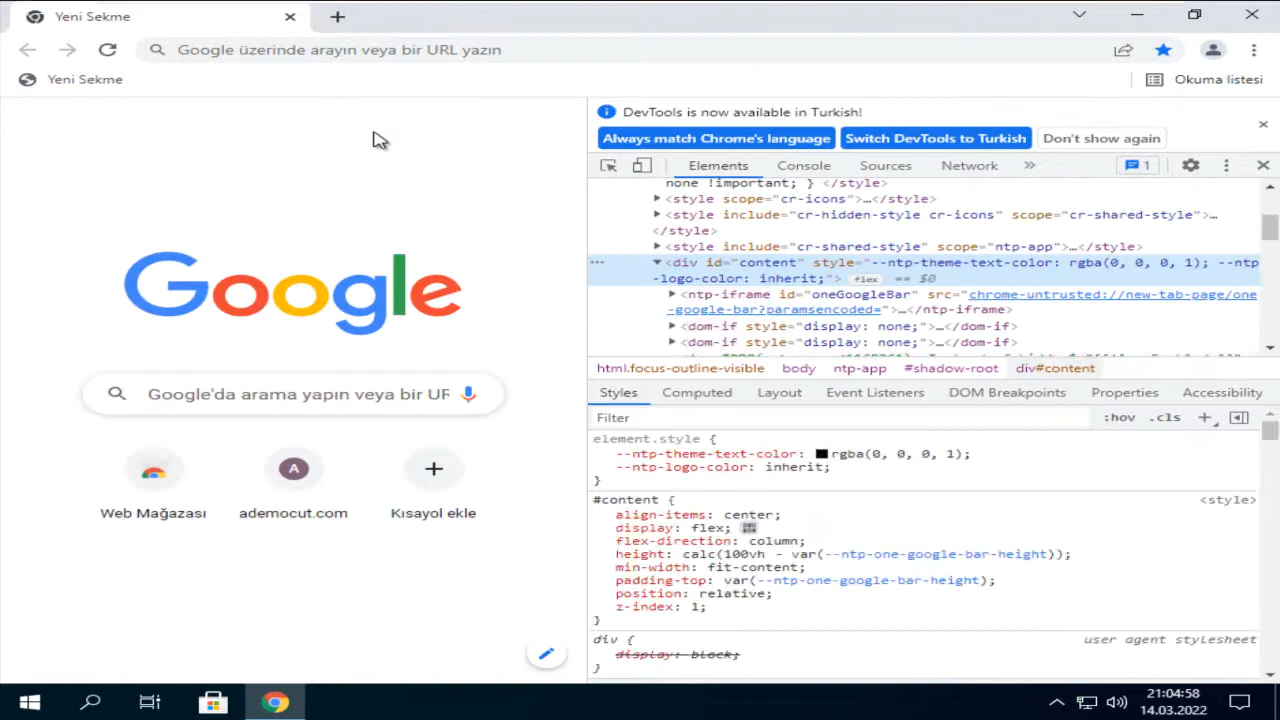 Yeni Sekme
Google üzerinde arayın veya bir URL yazın
Yeni Sekme
Okuma listesi
Google
Google'da arama yapın veya bir UR
A
Web Mağazası
ademocut.com
Kısayol ekle
DevTools is now available in Turkish!
Always match Chrome's language Switch DevTools to Turkish Don't show again
Elements Console Sources Network » 1
none !important; } </style>
<style scope="cr-icons">…</style>
<style include="cr-hidden-style cr-icons" scope="cr-shared-style">…
</style>
<style include="cr-shared-style" scope="ntp-app">…</style>
<div id="content" style="--ntp-theme-text-color: rgba(0, 0, 0, 1); --ntp
-logo-color: inherit;"> flex == $0
<ntp-iframe id="oneGoogleBar" src="chrome-untrusted://new-tab-page/one
-google-bar?paramsencoded=">…</ntp-iframe>
<dom-if style="display: none;">…</dom-if>
<dom-if style="display: none;">…</dom-if>
html.focus-outline-visible body ntp-app #shadow-root div#content
Styles Computed Layout Event Listeners DOM Breakpoints Properties Accessibility
Filter :hov .cls +
element.style {
--ntp-theme-text-color: rgba(0, 0, 0, 1);
--ntp-logo-color: inherit;
}
#content { <style>
align-items: center;
display: flex;
flex-direction: column;
height: calc(100vh - var(--ntp-one-google-bar-height));
min-width: fit-content;
padding-top: var(--ntp-one-google-bar-height);
position: relative;
z-index: 1;
}
div { user agent stylesheet
display: block;
}
21:04:58
14.03.2022